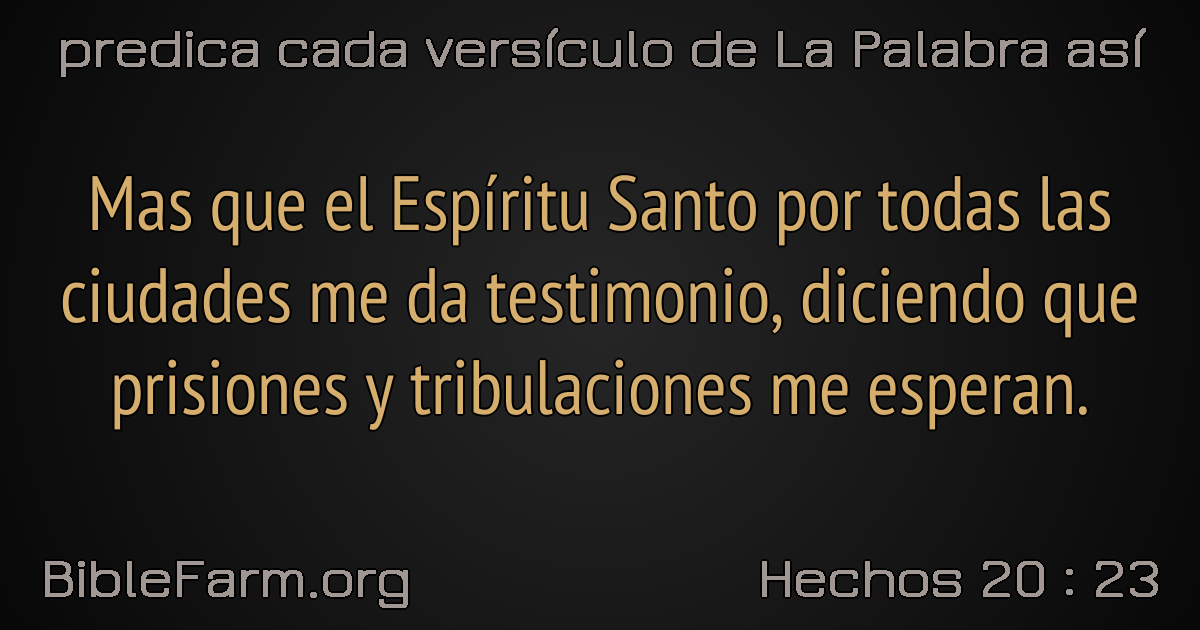 predica cada versículo de La Palabra así
Mas que el Espíritu Santo por todas las
ciudades me da testimonio, diciendo que
prisiones y tribulaciones me esperan.
BibleFarm.org
Hechos 20 : 23